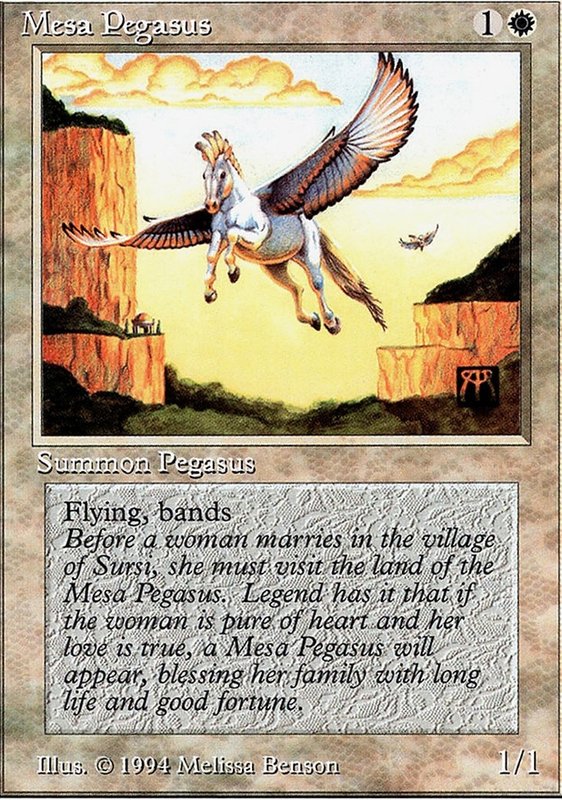 Mesa Pegasus
1
Summon Pegasus
Flying, bands
Before a woman marries in the village
of Sursi, she must visit the land of the
Mesa Pegasus. Legend has it that if
the woman is pure of heart and her
love is true, a Mesa Pegasus will
appear, blessing her family with long
life and good fortune.
Illus. © 1994 Melissa Benson
1/1